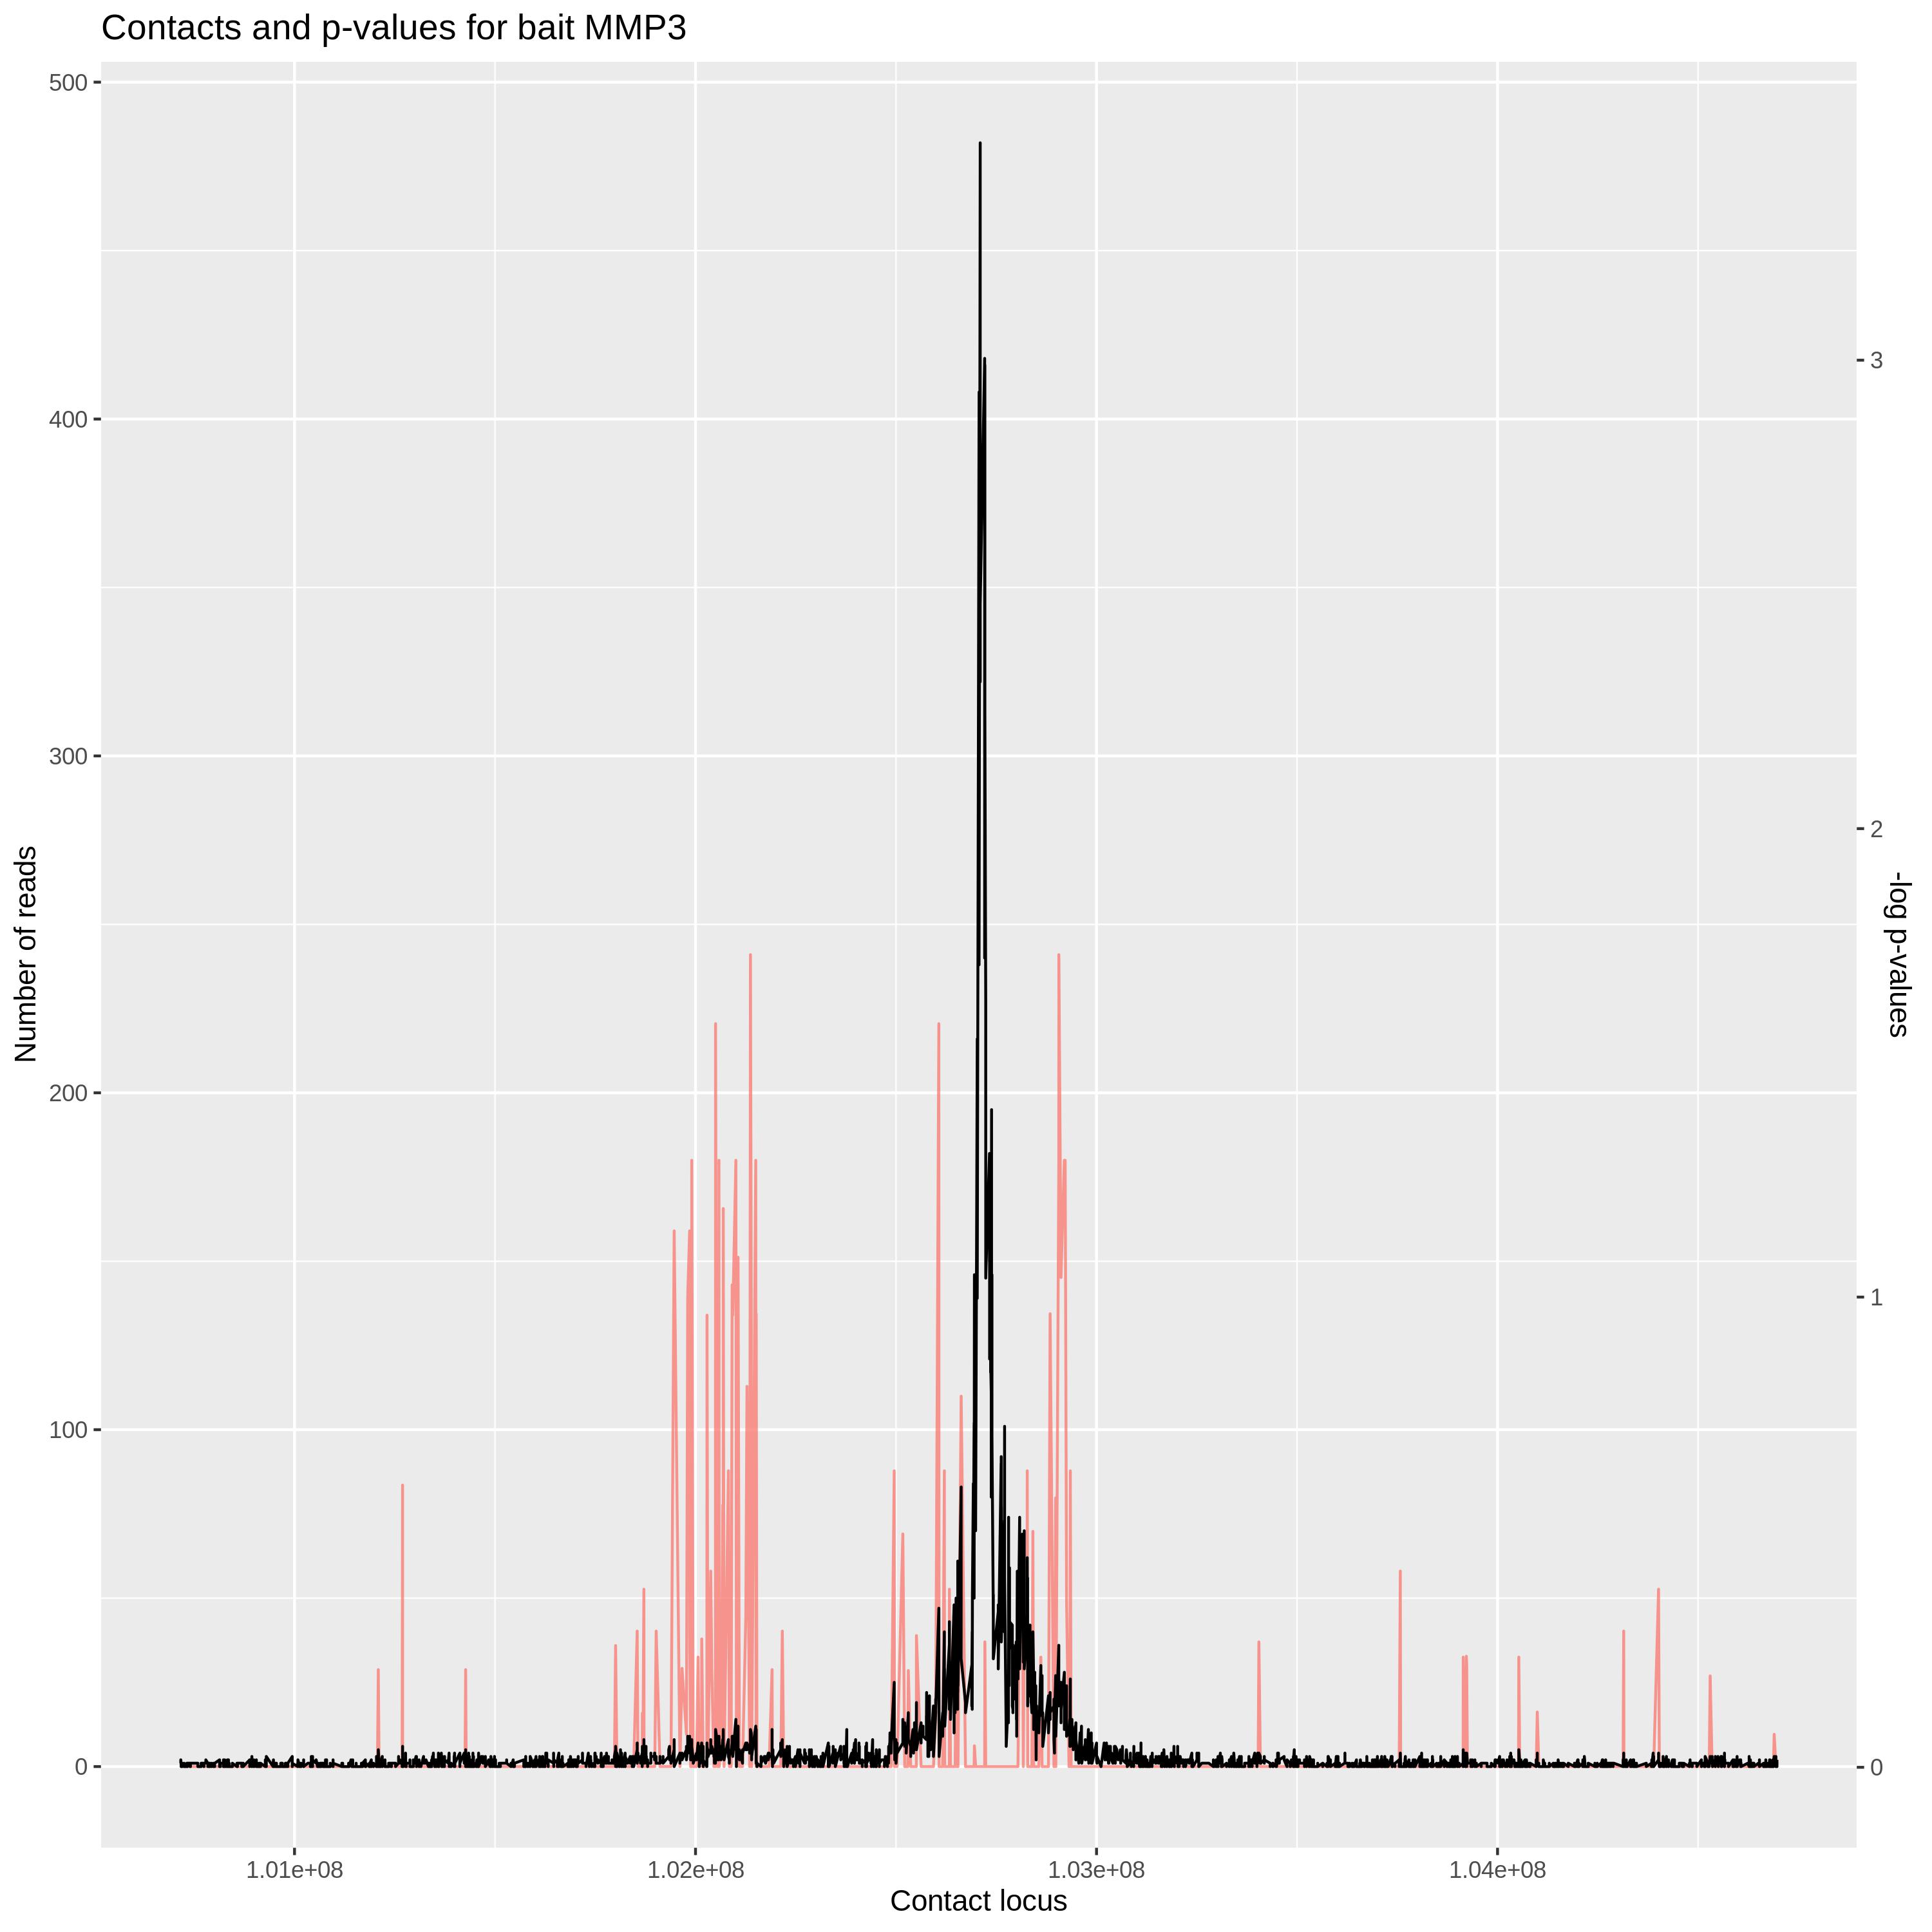 Contacts and p-values for bait MMP3
500
400
300
200
100
0
Number of reads
3
2
1
0
-log p-values
1.01e+08
1.02e+08
1.03e+08
1.04e+08
Contact locus